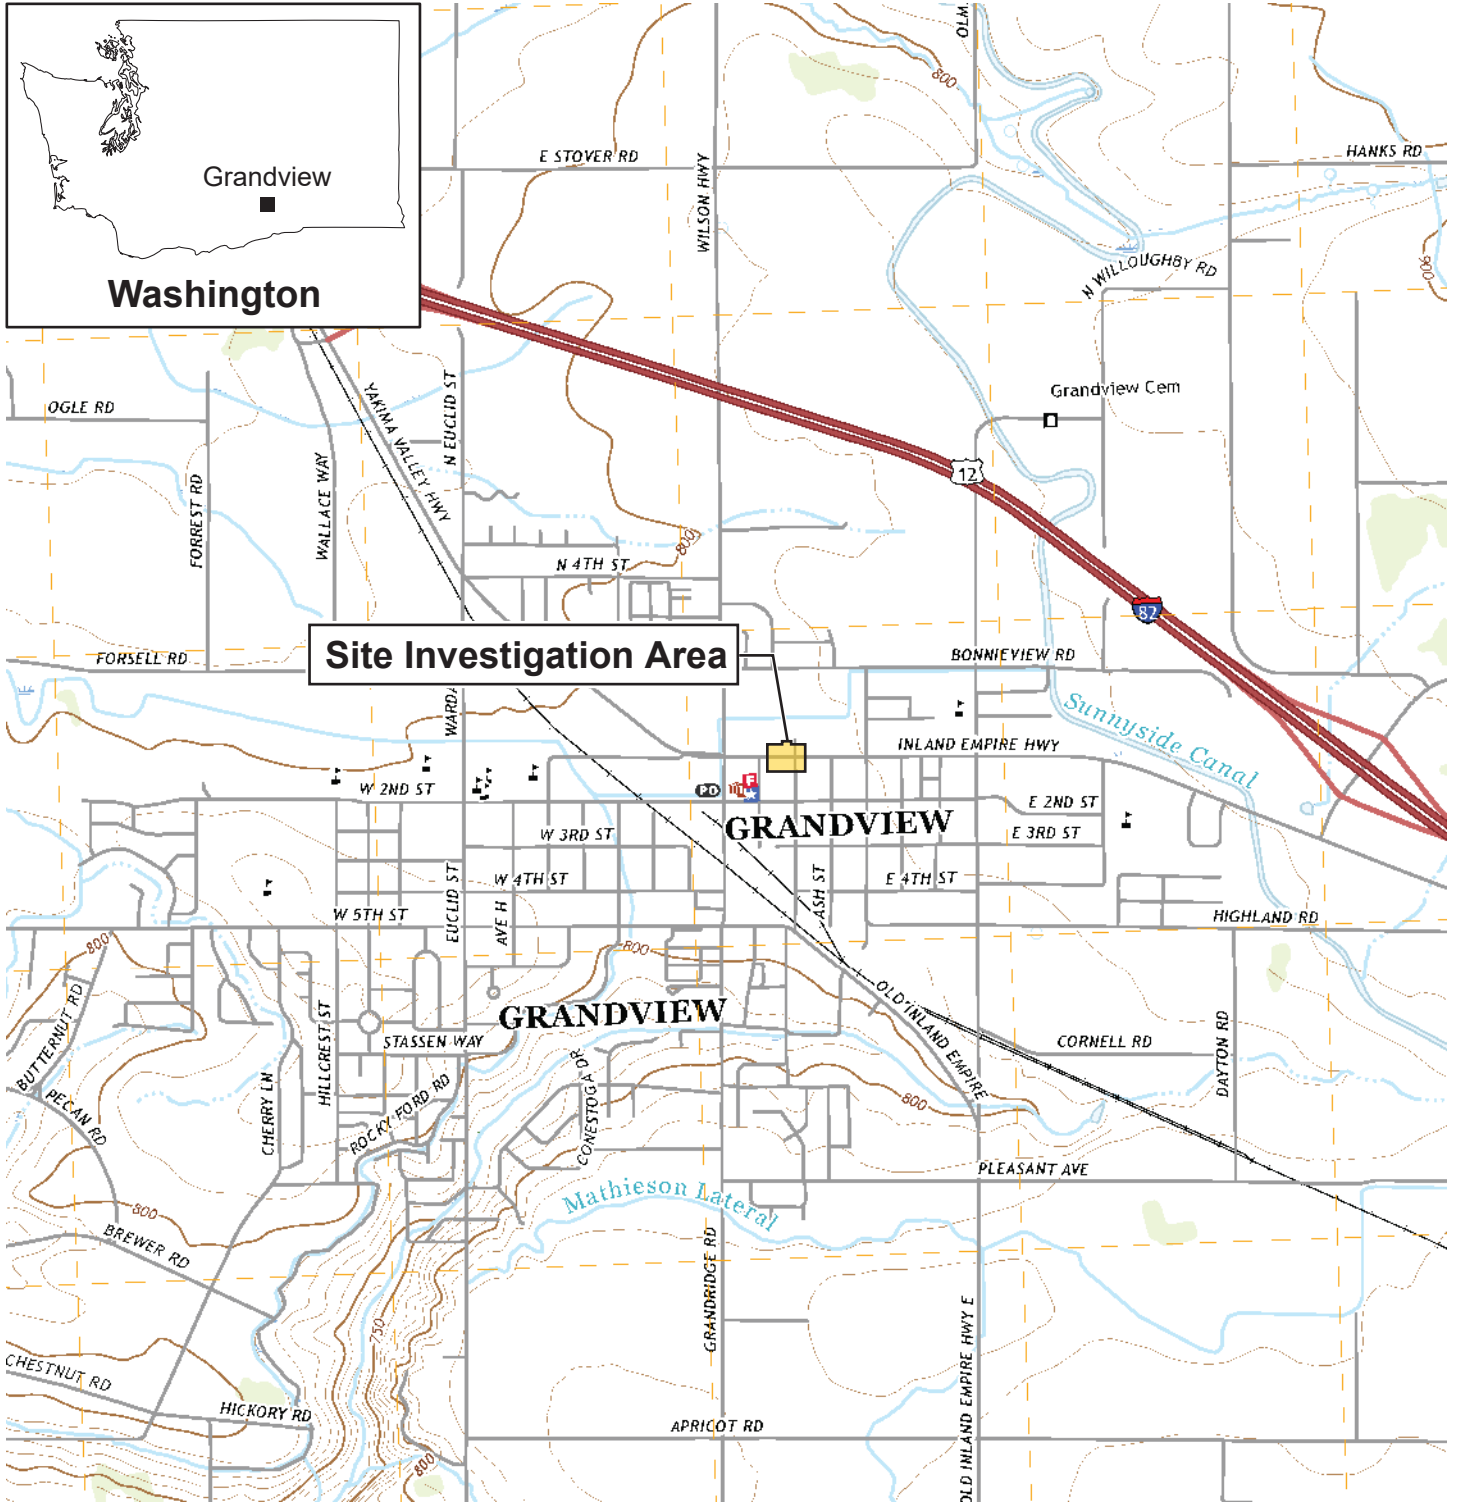 Grandview
Washington
OLM
800
E STOVER RD
HANKS RD
WILSON HWY
N WILLOUGHBY RD
900
Grandview Cem
OGLE RD
YAKIMA VALLEY HWY
N EUCLID ST
12
FORREST RD
WALLACE WAY
800
N 4TH ST
82
Site Investigation Area
FORSELL RD
BONNIEVIEW RD
WARD
Sunnyside Canal
INLAND EMPIRE HWY
W 2ND ST
PO
F
E 2ND ST
GRANDVIEW
W 3RD ST
E 3RD ST
W 4TH ST
ASH ST
E 4TH ST
W 5TH ST
EUCLID ST
AVE H
HIGHLAND RD
800
800
BUTTERNUT RD
HILLCREST ST
GRANDVIEW
OLD INLAND EMPIRE
STASSEN WAY
CORNELL RD
DAYTON RD
PECAN RD
CHERRY LN
ROCKY FORD RD
CONESTOGA DR
800
PLEASANT AVE
Mathieson Lateral
800
BREWER RD
GRANDRIDGE RD
750
OLD INLAND EMPIRE HWY E
CHESTNUT RD
HICKORY RD
APRICOT RD
800